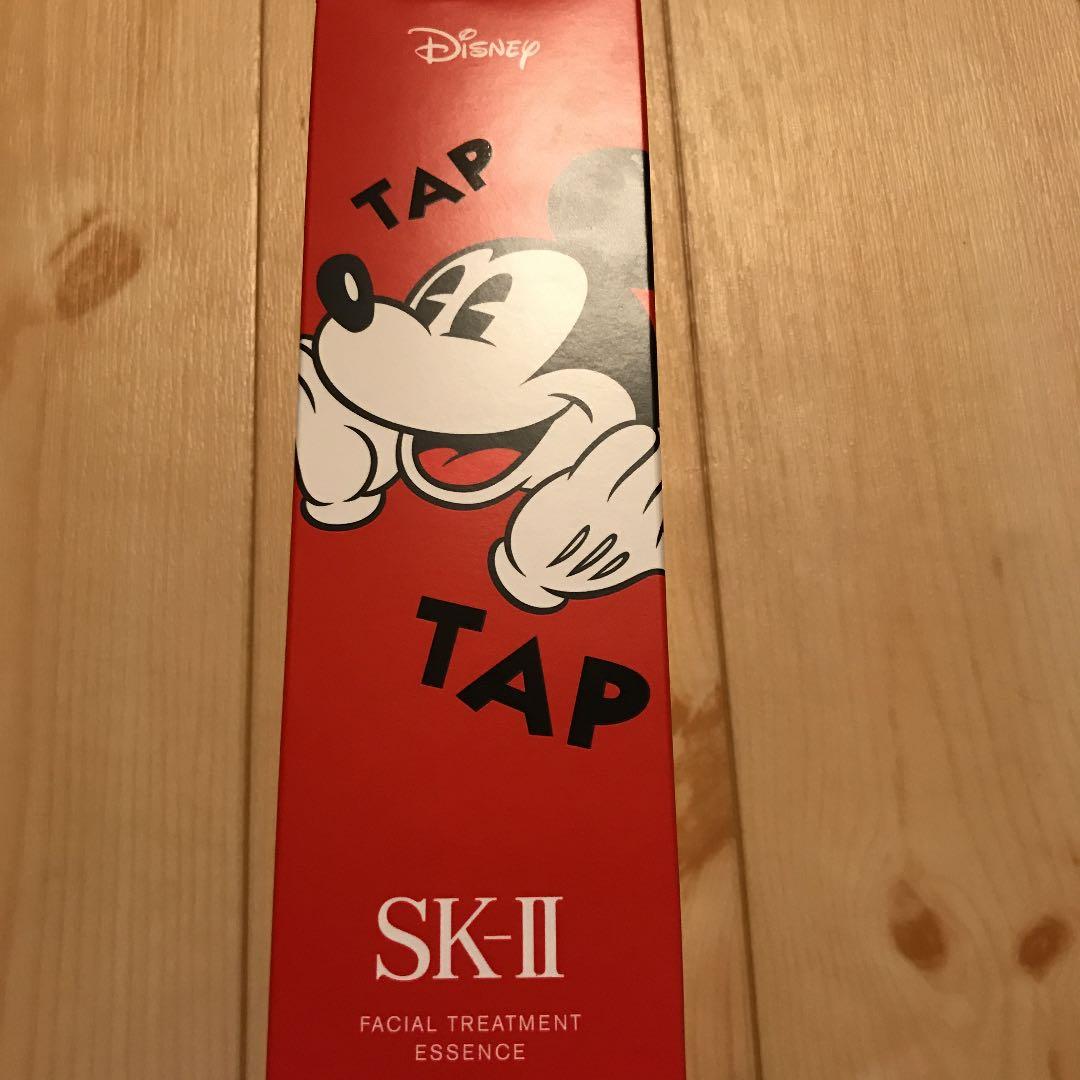 Disney
TAP
TAP
SK-II
FACIAL TREATMENT
ESSENCE